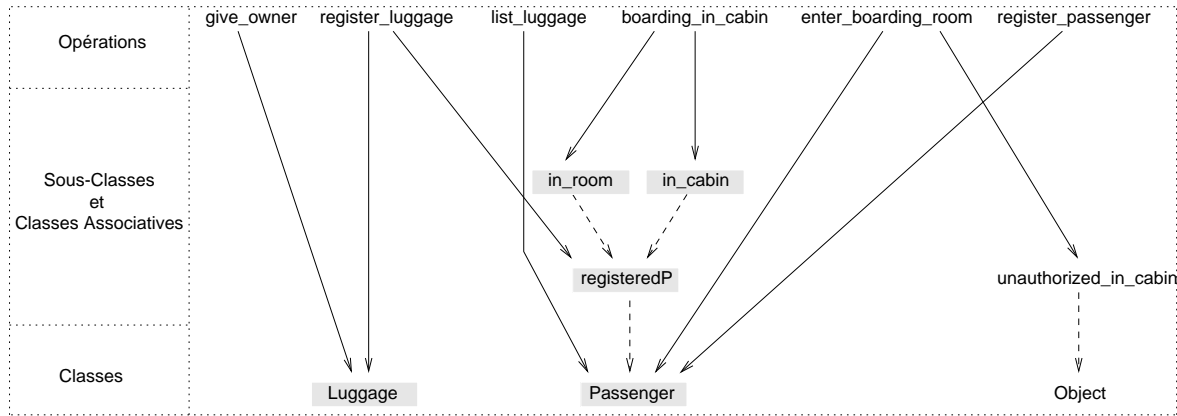 give_owner register_luggage list_luggage boarding_in_cabin enter_boarding_room register_passenger
Opérations
in_room in_cabin
Sous-Classes
et
Classes Associatives
registeredP unauthorized_in_cabin
Classes
Luggage Passenger Object